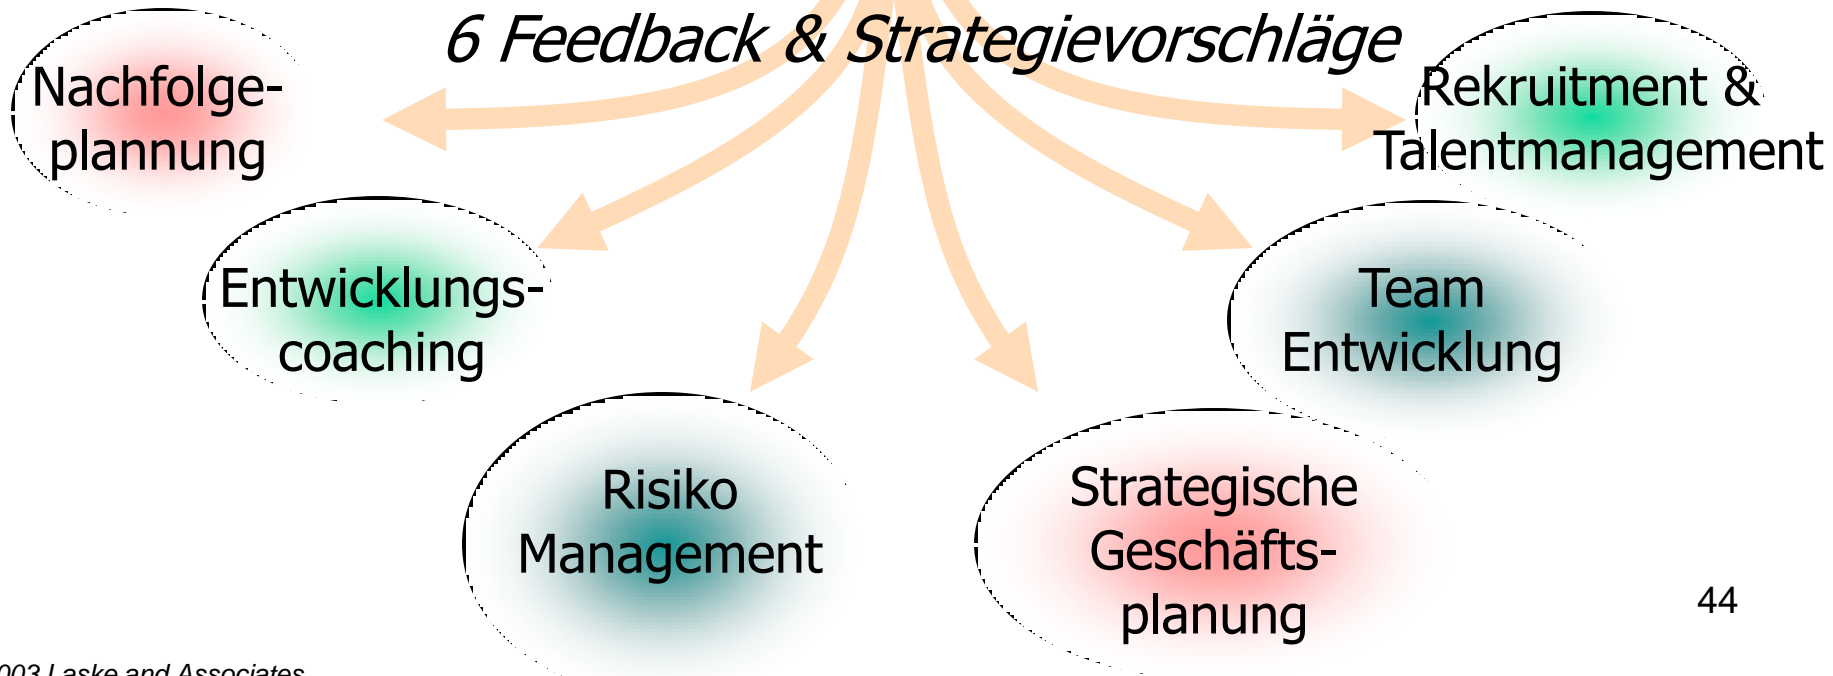 6 Feedback & Strategievorschläge
Nachfolge-
plannung
Rekruitment &
Talentmanagement
Entwicklungs-
coaching
Team
Entwicklung
Risiko
Management
Strategische
Geschäfts-
planung
44
003 Laske and Associates